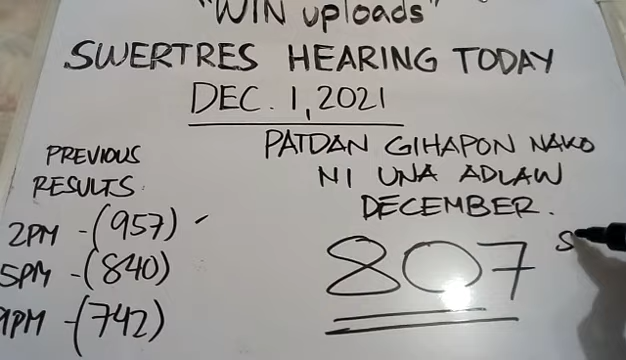 "WIN uploads"
SWERTRES HEARING TODAY
DEC. 1, 2021
PATDAN GIHAPON NAKO
NI UNA ADLAW
DECEMBER.
PREVIOUS
RESULTS.
2PM - (957)
5PM - (840)
9PM - (742)
807
S